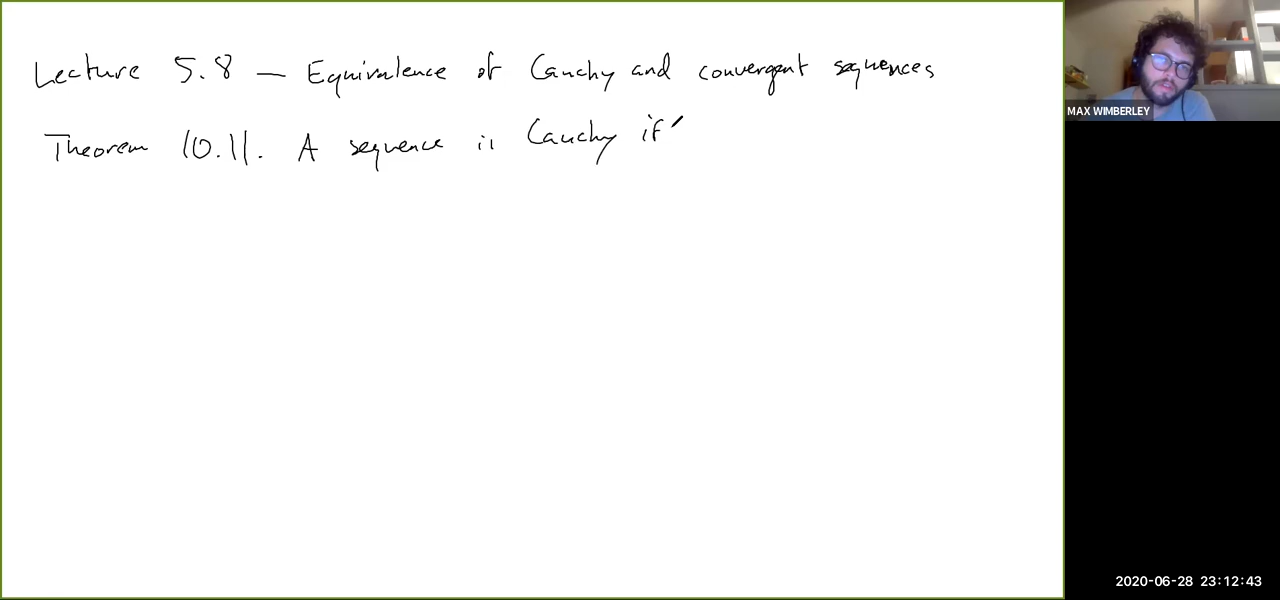 Lecture 5.8 — Equivalence of Cauchy and convergent sequences
Theorem 10.11. A sequence is Cauchy if
MAX WIMBERLEY
2020-06-28 23:12:43